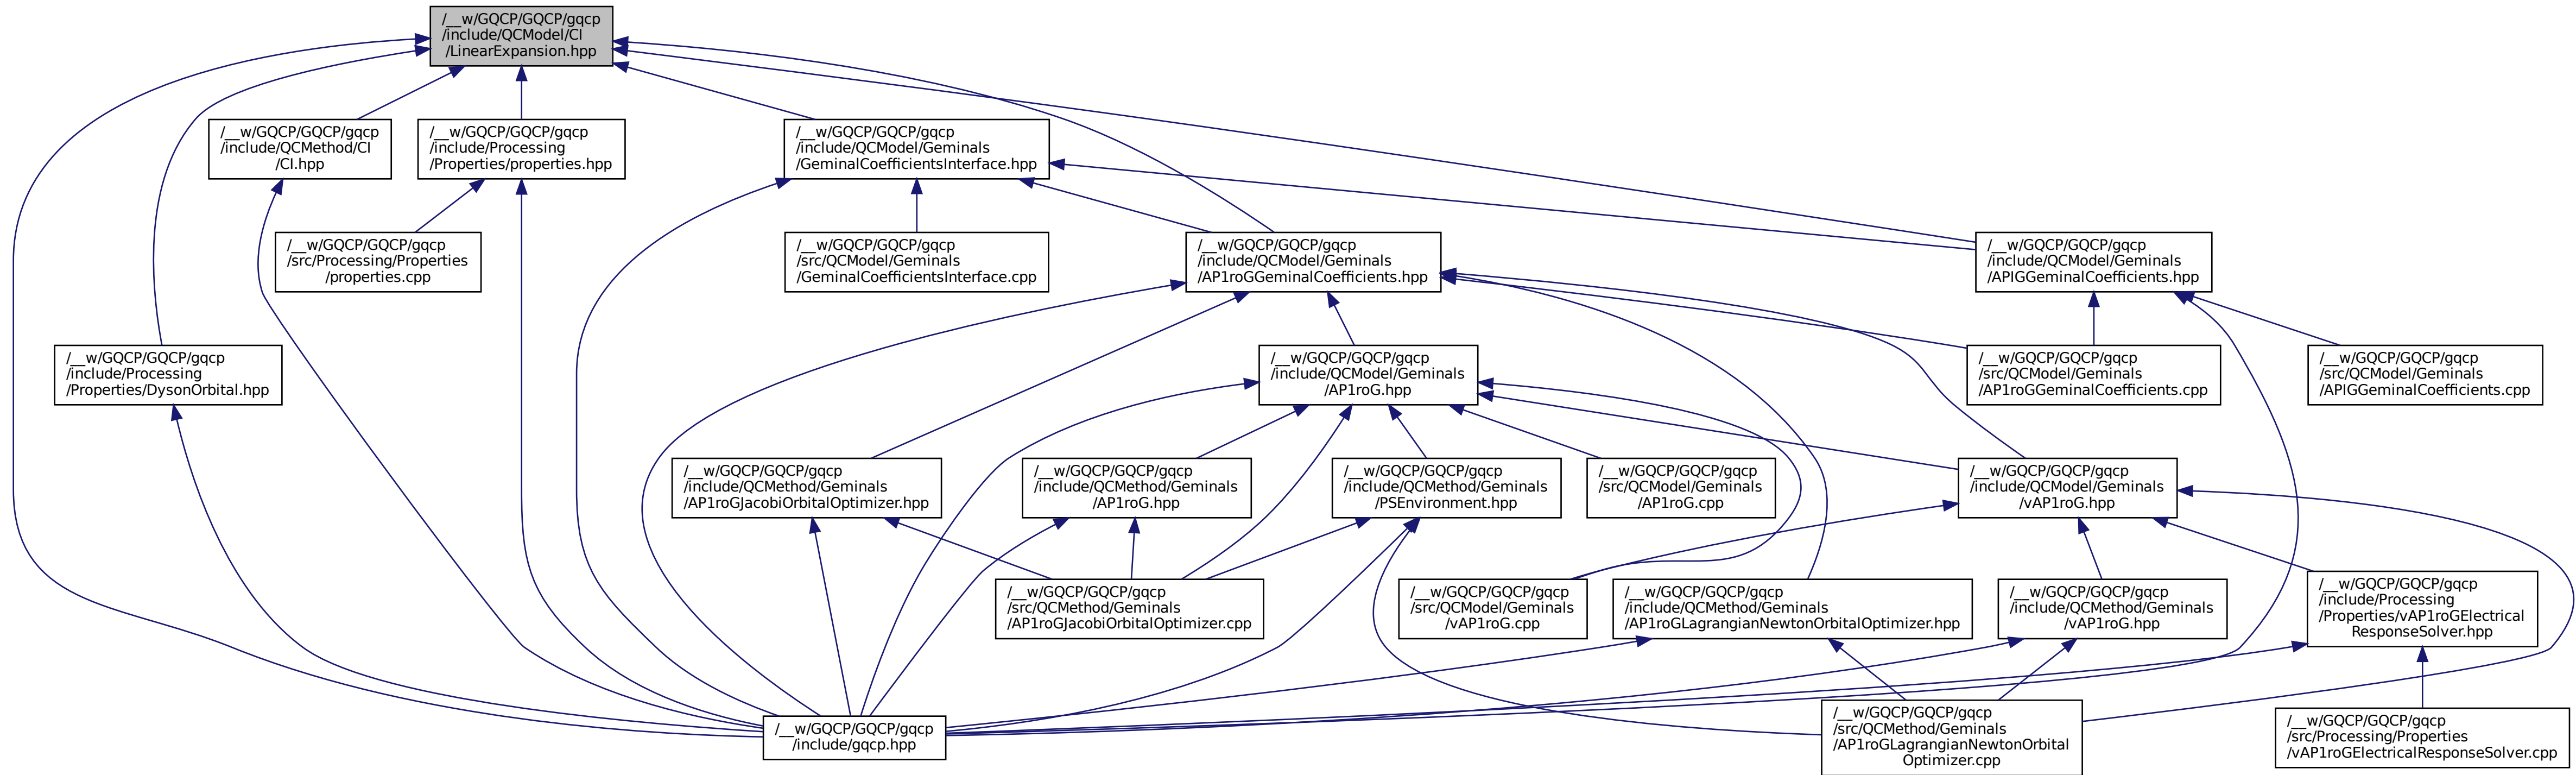 /__w/GQCP/GQCP/gqcp
/include/QCModel/CI
/LinearExpansion.hpp
/__w/GQCP/GQCP/gqcp
/include/QCMethod/CI
/CI.hpp
/__w/GQCP/GQCP/gqcp
/include/Processing
/Properties/properties.hpp
/__w/GQCP/GQCP/gqcp
/include/QCModel/Geminals
/GeminalCoefficientsInterface.hpp
/__w/GQCP/GQCP/gqcp
/src/Processing/Properties
/properties.cpp
/__w/GQCP/GQCP/gqcp
/src/QCModel/Geminals
/GeminalCoefficientsInterface.cpp
/__w/GQCP/GQCP/gqcp
/include/QCModel/Geminals
/AP1roGGeminalCoefficients.hpp
/__w/GQCP/GQCP/gqcp
/include/QCModel/Geminals
/APIGGeminalCoefficients.hpp
/__w/GQCP/GQCP/gqcp
/include/Processing
/Properties/DysonOrbital.hpp
/__w/GQCP/GQCP/gqcp
/include/QCModel/Geminals
/AP1roG.hpp
/__w/GQCP/GQCP/gqcp
/src/QCModel/Geminals
/AP1roGGeminalCoefficients.cpp
/__w/GQCP/GQCP/gqcp
/src/QCModel/Geminals
/APIGGeminalCoefficients.cpp
/__w/GQCP/GQCP/gqcp
/include/QCMethod/Geminals
/AP1roGJacobiOrbitalOptimizer.hpp
/__w/GQCP/GQCP/gqcp
/include/QCMethod/Geminals
/AP1roG.hpp
/__w/GQCP/GQCP/gqcp
/include/QCMethod/Geminals
/PSEnvironment.hpp
/__w/GQCP/GQCP/gqcp
/src/QCModel/Geminals
/AP1roG.cpp
/__w/GQCP/GQCP/gqcp
/include/QCModel/Geminals
/vAP1roG.hpp
/__w/GQCP/GQCP/gqcp
/src/QCMethod/Geminals
/AP1roGJacobiOrbitalOptimizer.cpp
/__w/GQCP/GQCP/gqcp
/src/QCModel/Geminals
/vAP1roG.cpp
/__w/GQCP/GQCP/gqcp
/include/QCMethod/Geminals
/AP1roGLagrangianNewtonOrbitalOptimizer.hpp
/__w/GQCP/GQCP/gqcp
/include/QCMethod/Geminals
/vAP1roG.hpp
/__w/GQCP/GQCP/gqcp
/include/Processing
/Properties/vAP1roGElectrical
ResponseSolver.hpp
/__w/GQCP/GQCP/gqcp
/include/gqcp.hpp
/__w/GQCP/GQCP/gqcp
/src/QCMethod/Geminals
/AP1roGLagrangianNewtonOrbital
Optimizer.cpp
/__w/GQCP/GQCP/gqcp
/src/Processing/Properties
/vAP1roGElectricalResponseSolver.cpp